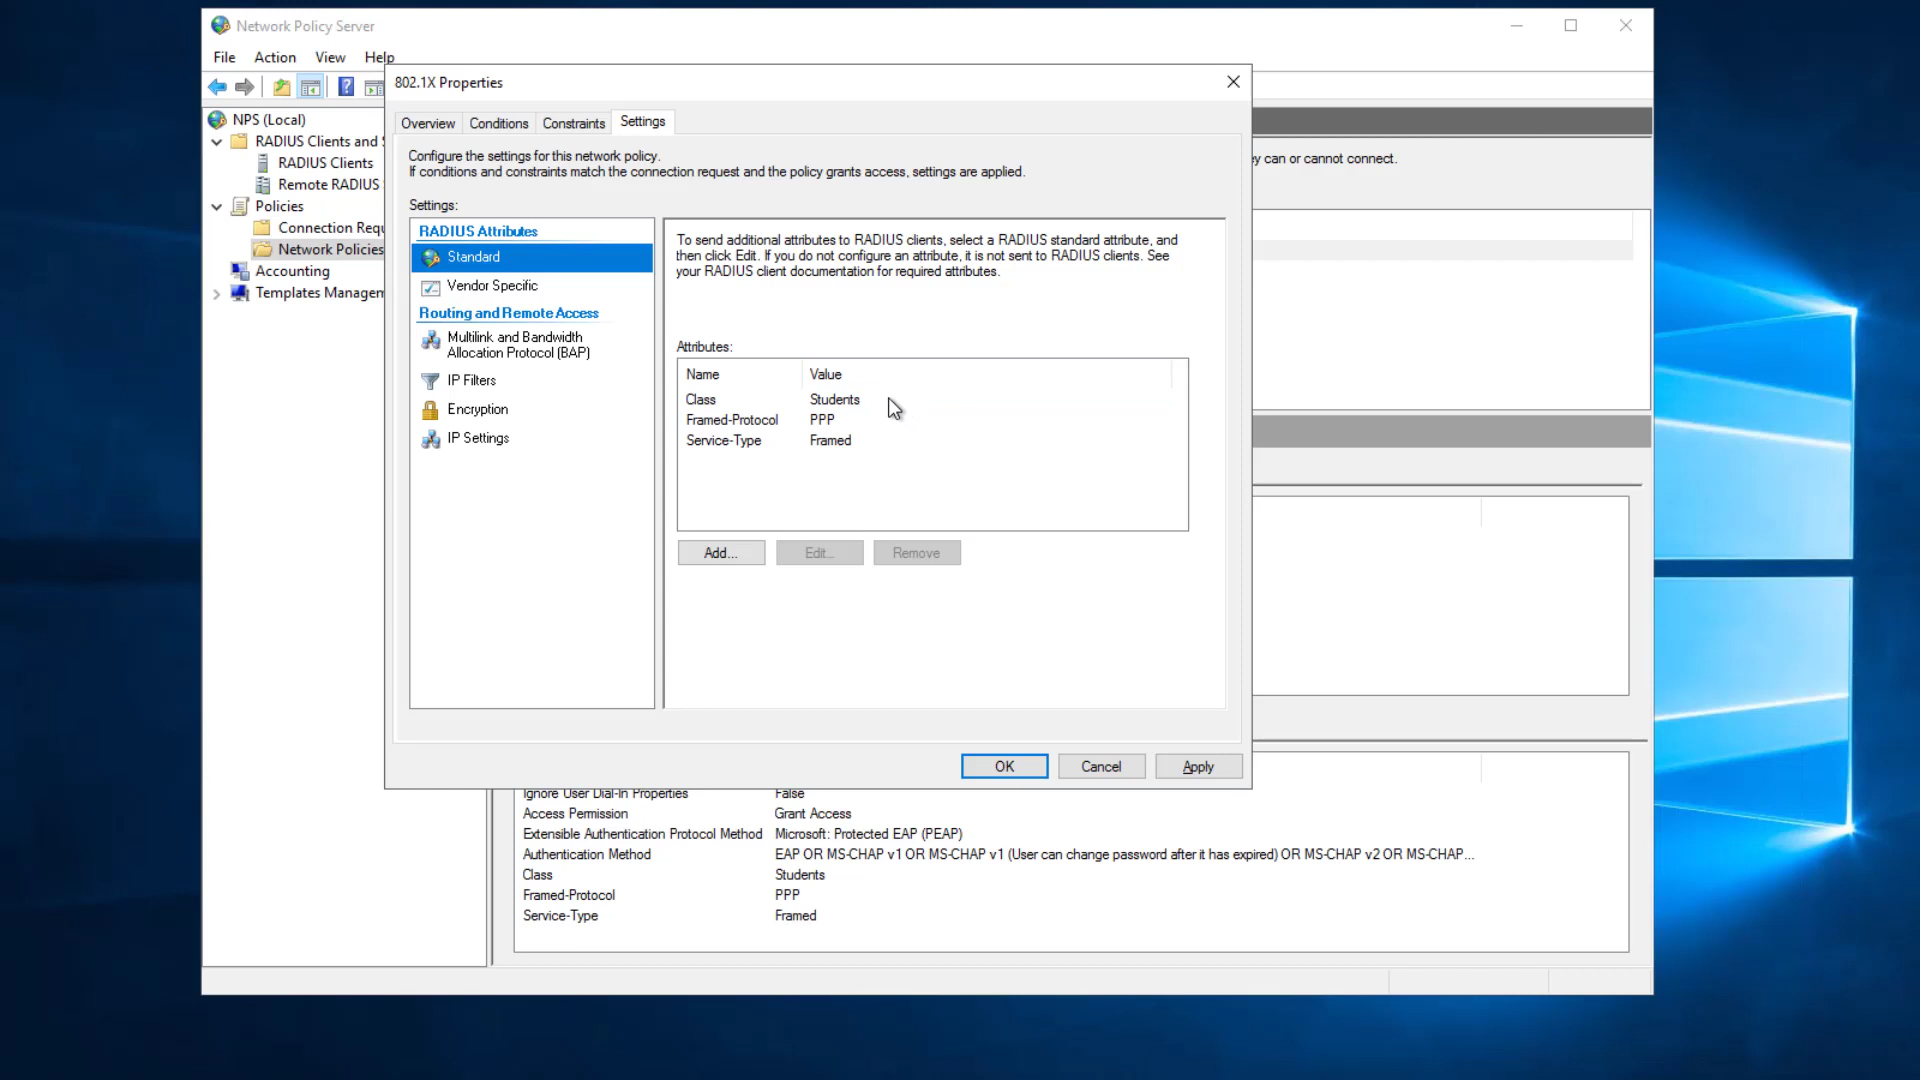 Network Policy Server
File Action View Help
802.1X Properties
NPS (Local)
RADIUS Clients and S
RADIUS Clients
Remote RADIUS
Policies
Connection Requ
Network Policies
Accounting
Templates Managem
Overview Conditions Constraints Settings
Configure the settings for this network policy.
If conditions and constraints match the connection request and the policy grants access, settings are applied.
Settings:
RADIUS Attributes
Standard
Vendor Specific
Routing and Remote Access
Multilink and Bandwidth
Allocation Protocol (BAP)
IP Filters
Encryption
IP Settings
To send additional attributes to RADIUS clients, select a RADIUS standard attribute, and
then click Edit. If you do not configure an attribute, it is not sent to RADIUS clients. See
your RADIUS client documentation for required attributes.
Attributes:
Name Value
Class Students
Framed-Protocol PPP
Service-Type Framed
Add... Edit... Remove
OK Cancel Apply
ey can or cannot connect.
Ignore User Dial-In Properties False
Access Permission Grant Access
Extensible Authentication Protocol Method Microsoft: Protected EAP (PEAP)
Authentication Method EAP OR MS-CHAP v1 OR MS-CHAP v1 (User can change password after it has expired) OR MS-CHAP v2 OR MS-CHAP...
Class Students
Framed-Protocol PPP
Service-Type Framed